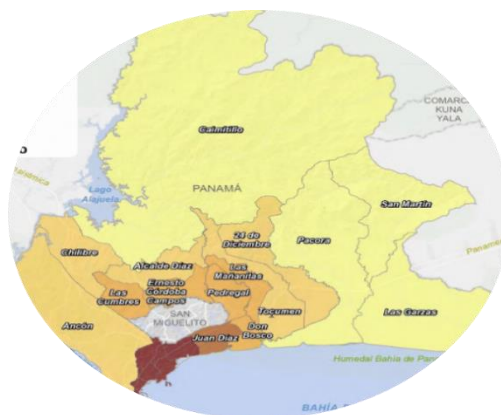 COMARCA
KUNA
YALA
Caimitillo
Lago
Alajuela
PANAMÁ
San Martín
24 de
Diciembre
Pacora
Chilibre
Alcalde Díaz
Las
Mañanitas
Las
Cumbres
Ernesto
Córdoba
Campos
Pedregal
Tocumen
Las Garzas
SAN
MIGUELITO
Ancón
Juan Díaz
Don
Bosco
Humedal Bahía de Pan
BAHÍA